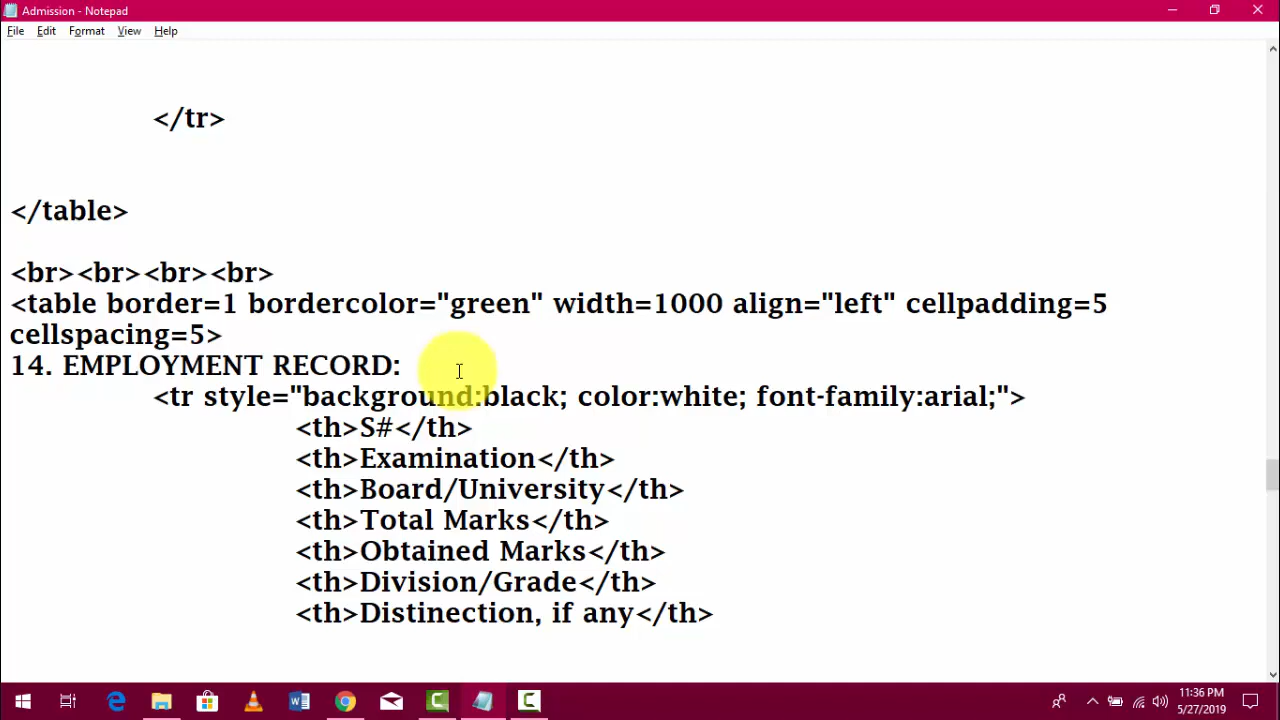 Admission - Notepad
File Edit Format View Help
</tr>
</table>
<br><br><br><br>
<table border=1 bordercolor="green" width=1000 align="left" cellpadding=5
cellspacing=5>
14. EMPLOYMENT RECORD:
<tr style="background:black; color:white; font-family:arial;">
<th>S#</th>
<th>Examination</th>
<th>Board/University</th>
<th>Total Marks</th>
<th>Obtained Marks</th>
<th>Division/Grade</th>
<th>Distinection, if any</th>
11:36 PM
5/27/2019